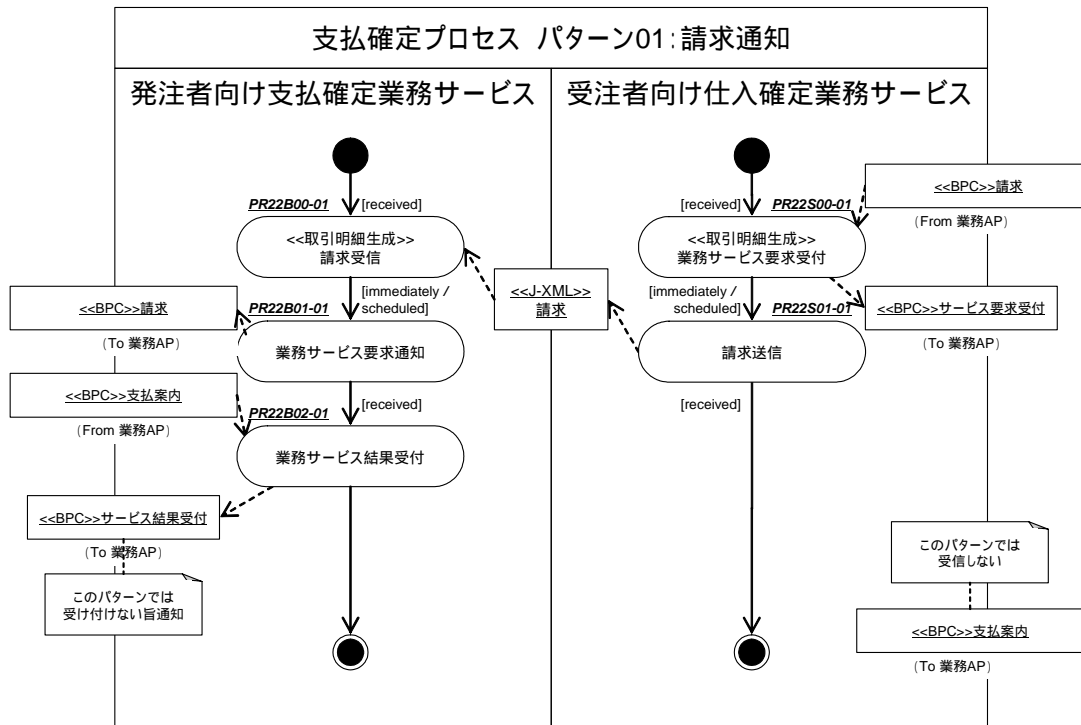 支払確定プロセス パターン01:請求通知
発注者向け支払確定業務サービス
受注者向け仕入確定業務サービス
PR22B00-01
[received]
<<取引明細生成>>
請求受信
[immediately /
scheduled]
<<BPC>>請求
(To 業務AP)
PR22B01-01
業務サービス要求通知
<<BPC>>支払案内
(From 業務AP)
[received]
PR22B02-01
業務サービス結果受付
<<BPC>>サービス結果受付
(To 業務AP)
このパターンでは
受け付けない旨通知
<<J-XML>>
請求
[received]
PR22S00-01
<<BPC>>請求
(From 業務AP)
<<取引明細生成>>
業務サービス要求受付
[immediately /
scheduled]
PR22S01-01
<<BPC>>サービス要求受付
(To 業務AP)
請求送信
[received]
このパターンでは
受信しない
<<BPC>>支払案内
(To 業務AP)